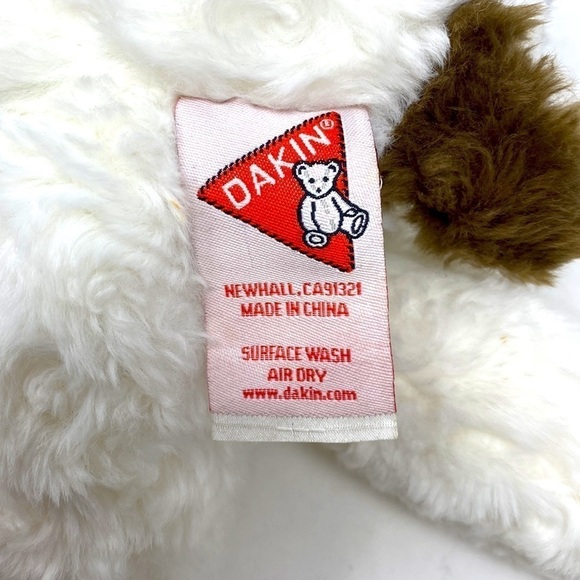 DAKIN®
NEWHALL, CA91321
MADE IN CHINA
SURFACE WASH
AIR DRY
www.dakin.com